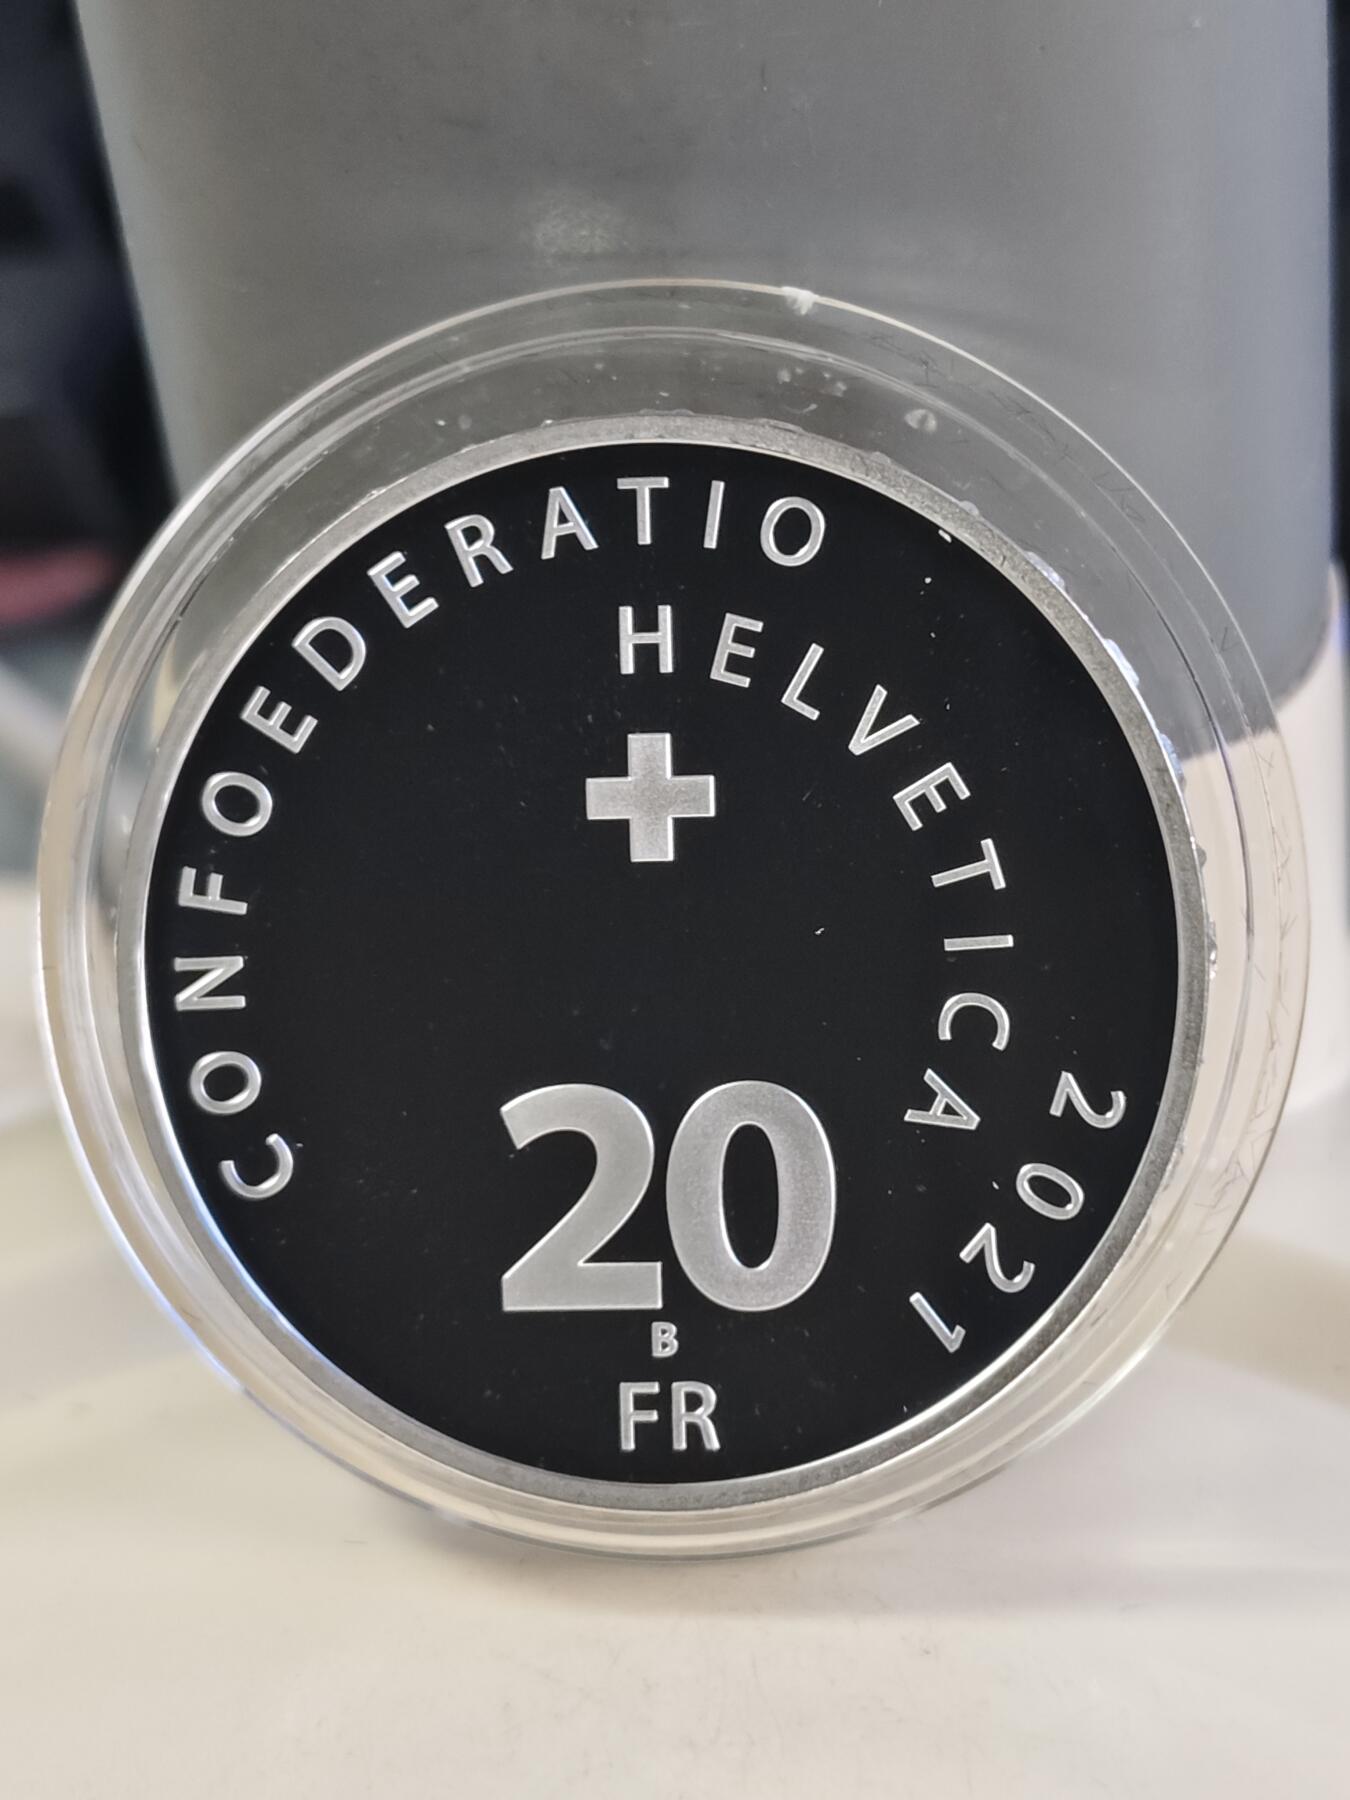 CONFOEDERATIO
HELVETICA
2021
20
B
FR